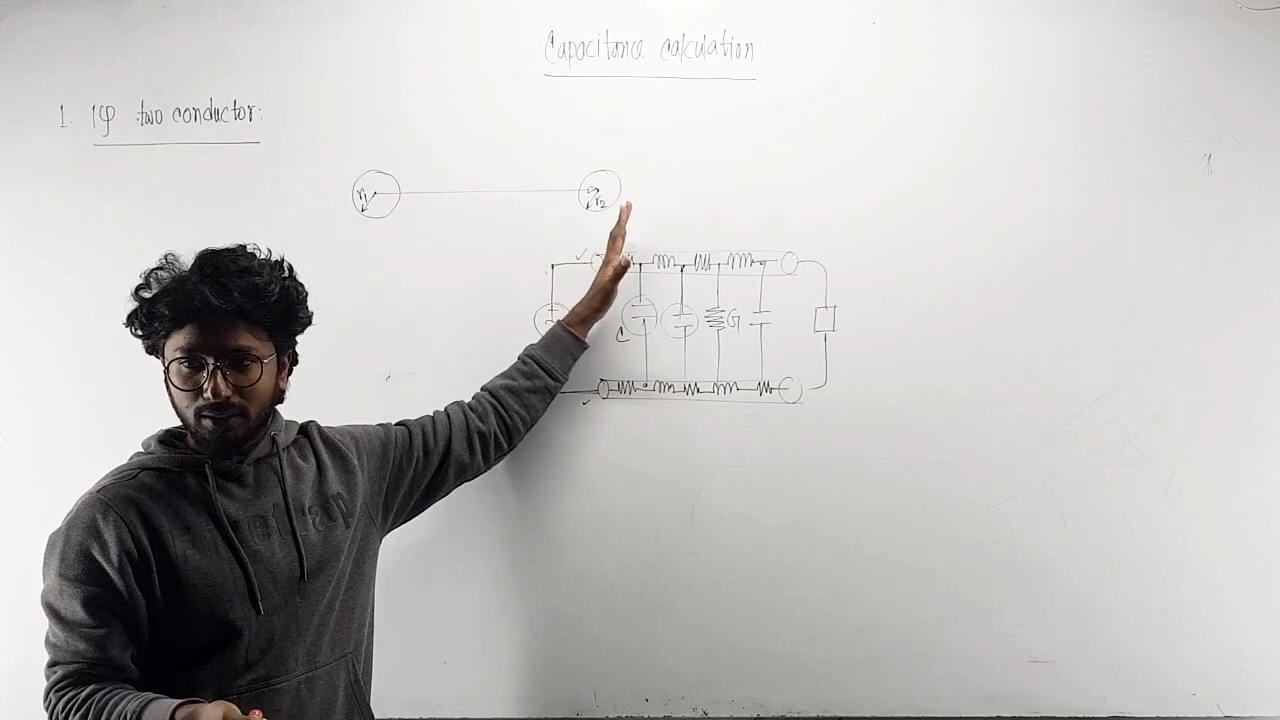 Capacitance calculation:
1. 1φ two conductor:
r1
r2
C
G